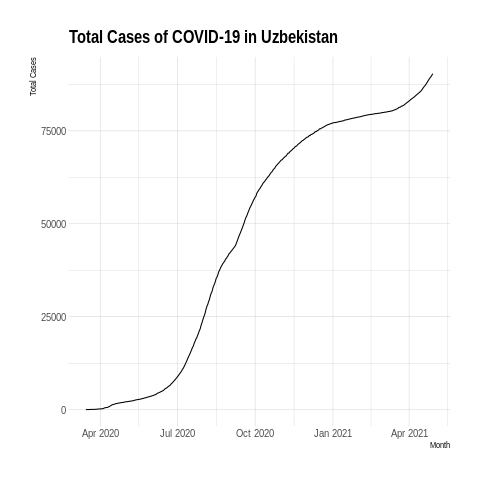 Total Cases of COVID-19 in Uzbekistan
Total Cases
75000
50000
25000
0
Apr 2020 Jul 2020 Oct 2020 Jan 2021 Apr 2021
Month